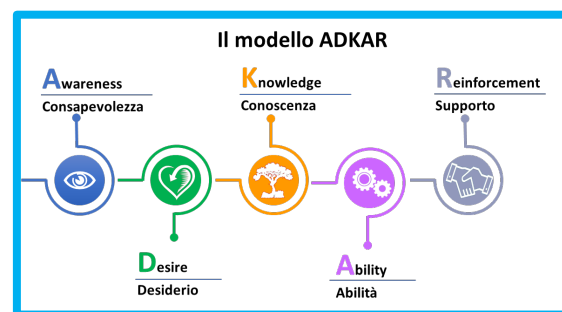 Il modello ADKAR
Awareness
Consapevolezza
Desire
Desiderio
Knowledge
Conoscenza
Ability
Abilità
Reinforcement
Supporto